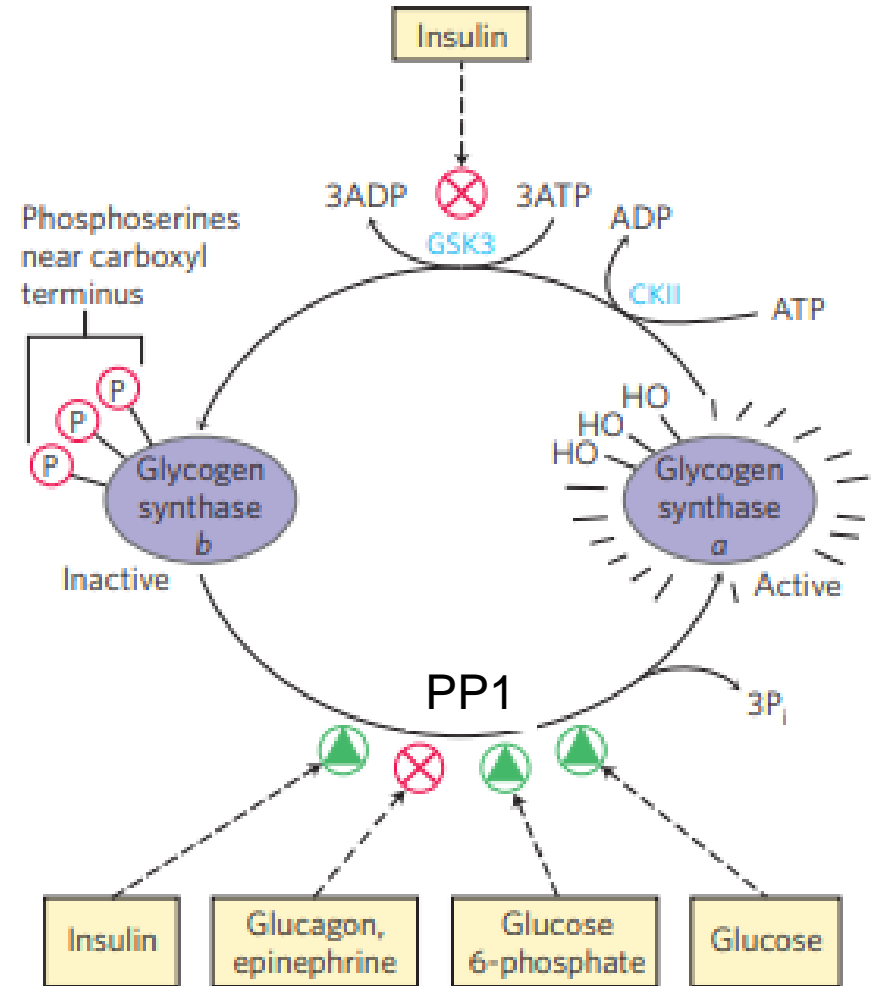 Insulin
3ADP
3ATP
GSK3
ADP
CKII
ATP
Phosphoserines
near carboxyl
terminus
P
P
P
HO
HO
HO
Glycogen
synthase
b
Inactive
Glycogen
synthase
a
Active
PP1
3Pi
Insulin
Glucagon,
epinephrine
Glucose
6-phosphate
Glucose